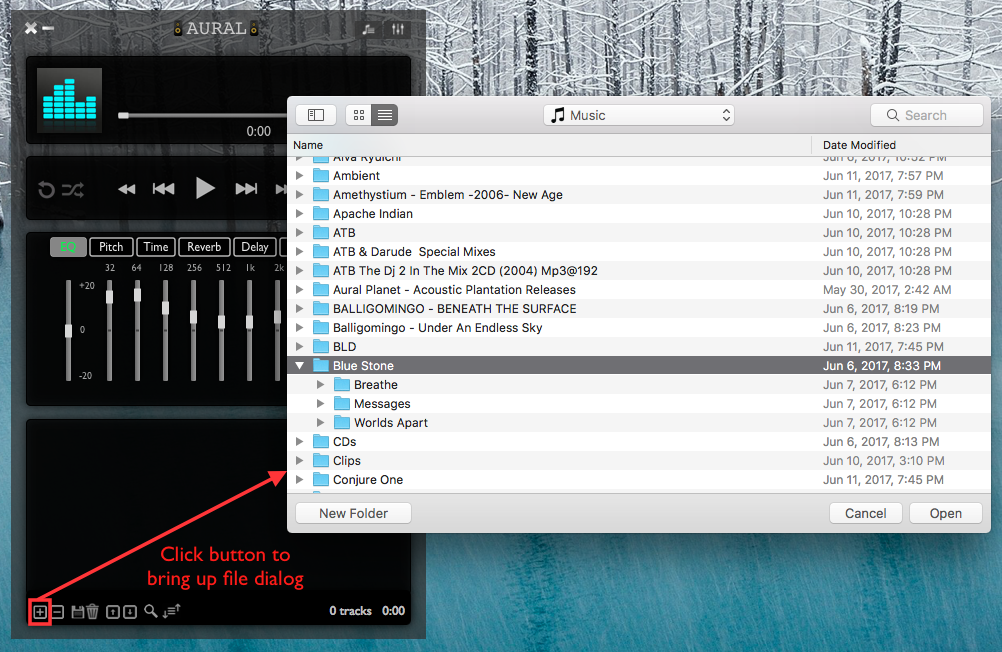 AURAL
0:00
EQ Pitch Time Reverb Delay
32 64 128 256 512 1k 2k
+20
0
-20
Click button to
bring up file dialog
0 tracks 0:00
Music
Search
Name Date Modified
Ambient Jun 11, 2017, 7:57 PM
Amethystium - Emblem -2006- New Age Jun 11, 2017, 7:59 PM
Apache Indian Jun 10, 2017, 10:28 PM
ATB Jun 10, 2017, 10:28 PM
ATB & Darude  Special Mixes Jun 10, 2017, 10:28 PM
ATB The Dj 2 In The Mix 2CD (2004) Mp3@192 Jun 10, 2017, 10:28 PM
Aural Planet - Acoustic Plantation Releases May 30, 2017, 2:42 AM
BALLIGOMINGO - BENEATH THE SURFACE Jun 6, 2017, 8:19 PM
Balligomingo - Under An Endless Sky Jun 6, 2017, 8:23 PM
BLD Jun 11, 2017, 7:45 PM
Blue Stone Jun 6, 2017, 8:33 PM
Breathe Jun 7, 2017, 6:12 PM
Messages Jun 7, 2017, 6:12 PM
Worlds Apart Jun 7, 2017, 6:12 PM
CDs Jun 6, 2017, 8:13 PM
Clips Jun 10, 2017, 3:10 PM
Conjure One Jun 11, 2017, 7:45 PM
New Folder Cancel Open